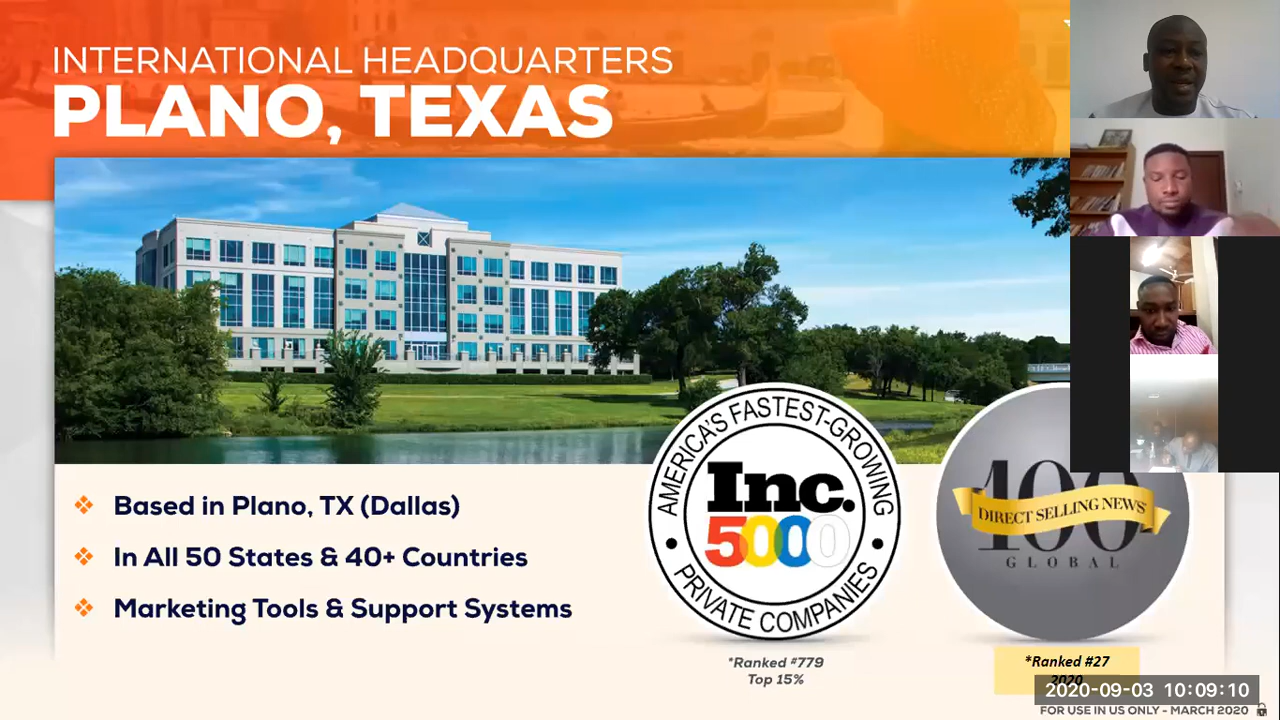 INTERNATIONAL HEADQUARTERS
PLANO, TEXAS
Based in Plano, TX (Dallas)
In All 50 States & 40+ Countries
Marketing Tools & Support Systems
AMERICA'S FASTEST-GROWING
Inc.
5000
PRIVATE COMPANIES
*Ranked #779
Top 15%
100
DIRECT SELLING NEWS
GLOBAL
*Ranked #27
2020
2020-09-03 10:09:10
FOR USE IN US ONLY - MARCH 2020